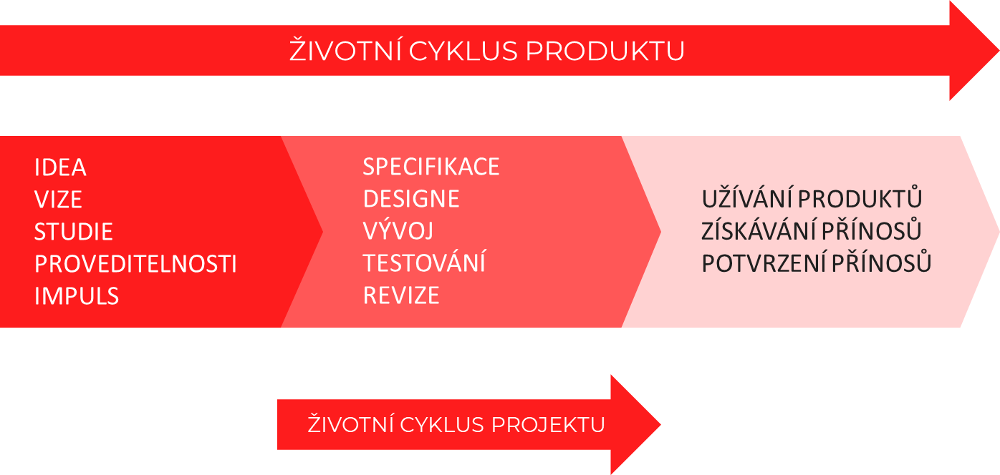 ŽIVOTNÍ CYKLUS PRODUKTU
IDEA
VIZE
STUDIE
PROVEDITELNOSTI
IMPULS
SPECIFIKACE
DESIGNE
VÝVOJ
TESTOVÁNÍ
REVIZE
UŽÍVÁNÍ PRODUKTŮ
ZÍSKÁVÁNÍ PŘÍNOSŮ
POTVRZENÍ PŘÍNOSŮ
ŽIVOTNÍ CYKLUS PROJEKTU